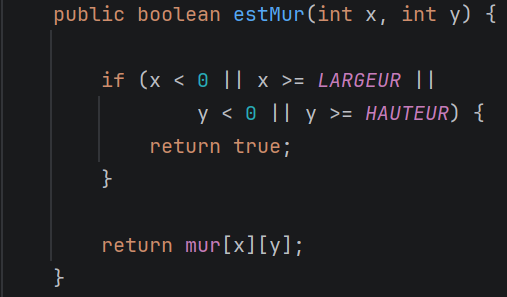 public boolean estMur(int x, int y) {
if (x < 0 || x >= LARGEUR ||
y < 0 || y >= HAUTEUR) {
return true;
}
return mur[x][y];
}